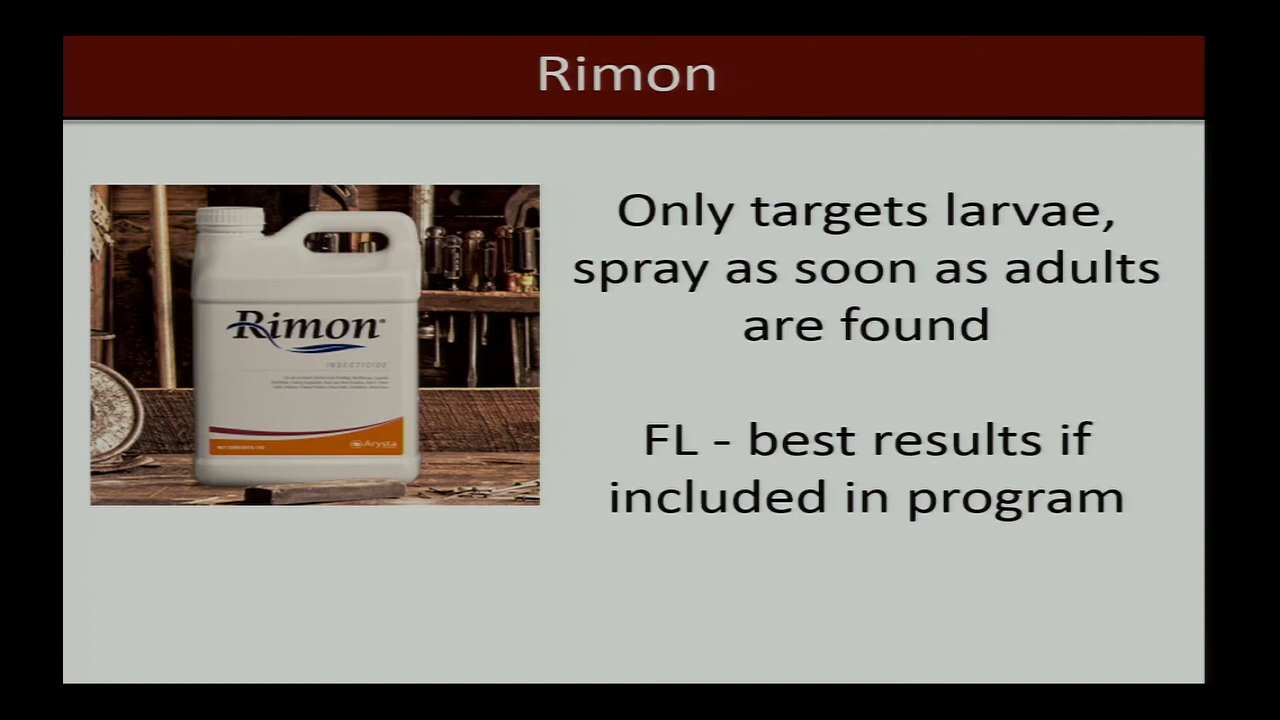 Rimon
Only targets larvae,
spray as soon as adults
are found
FL - best results if
included in program
Rimon®
INSECTICIDE
Arysta